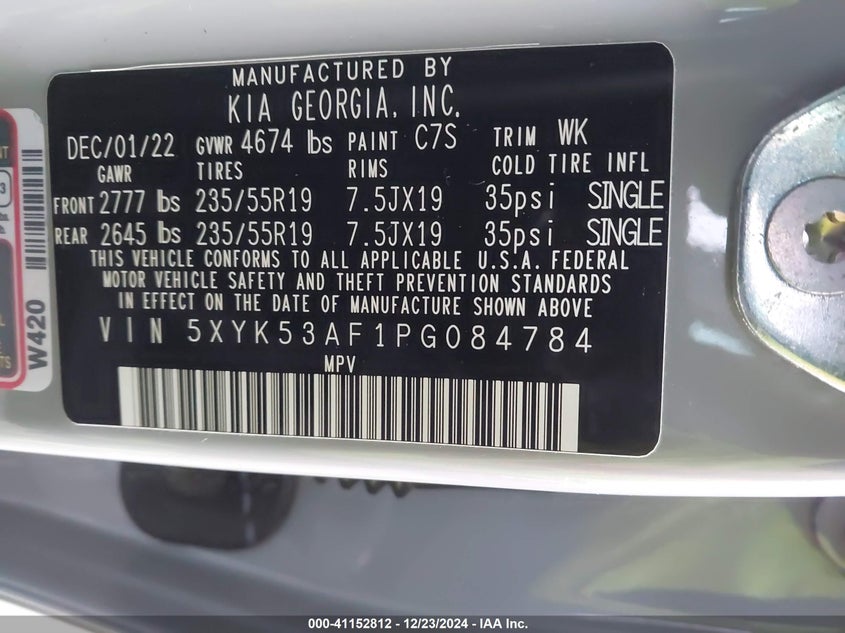 MANUFACTURED BY
KIA GEORGIA, INC.
DEC/01/22 GVWR 4674 lbs PAINT C7S TRIM WK
GAWR TIRES RIMS COLD TIRE INFL
FRONT 2777 lbs 235/55R19 7.5JX19 35psi SINGLE
REAR 2645 lbs 235/55R19 7.5JX19 35psi SINGLE
THIS VEHICLE CONFORMS TO ALL APPLICABLE U.S.A. FEDERAL
MOTOR VEHICLE SAFETY AND THEFT PREVENTION STANDARDS
IN EFFECT ON THE DATE OF MANUFACTURE SHOWN ABOVE
VIN 5XYK53AF1PG084784
MPV
W420
000-41152812 - 12/23/2024 - IAA Inc.